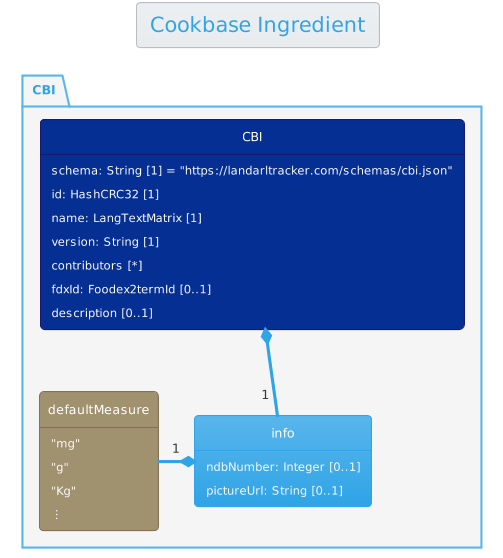 Cookbase Ingredient
CBI
CBI
schema: String [1] = "https://landarltracker.com/schemas/cbi.json"
id: HashCRC32 [1]
name: LangTextMatrix [1]
version: String [1]
contributors [*]
fdxId: Foodex2termId [0..1]
description [0..1]
1
defaultMeasure
"mg"
"g"
"Kg"
⋮
1
info
ndbNumber: Integer [0..1]
pictureUrl: String [0..1]